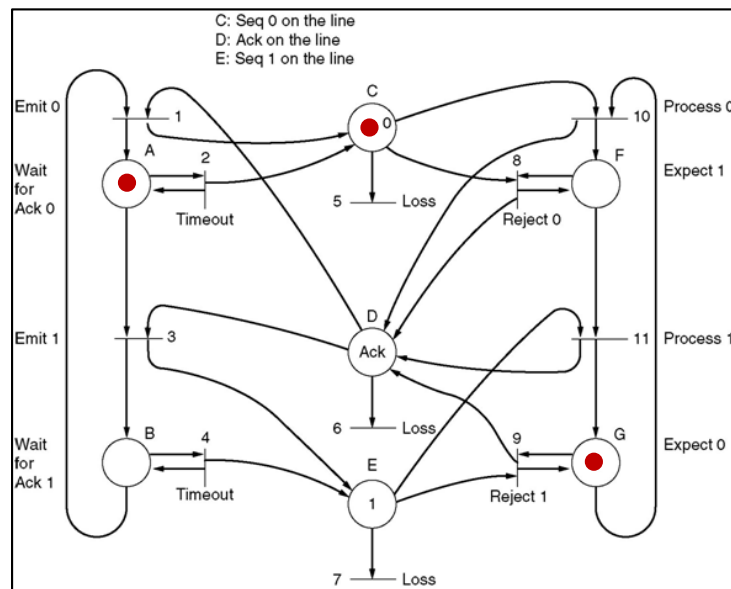 C: Seq 0 on the line
D: Ack on the line
E: Seq 1 on the line
C
Emit 0
1
0
10
Process 0
A
2
8
F
Wait
for
Ack 0
Expect 1
5
Loss
Timeout
Reject 0
D
Emit 1
3
Ack
11
Process 1
B
4
6
Loss
9
G
Wait
for
Ack 1
E
Expect 0
Timeout
1
Reject 1
7
Loss